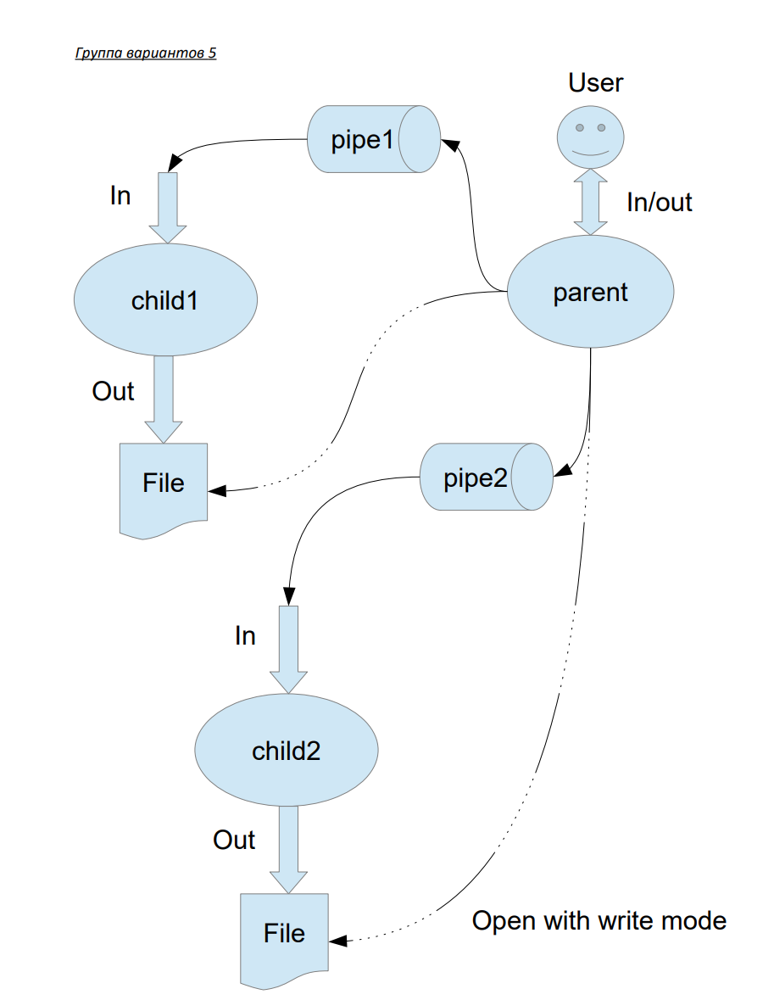 Группа вариантов 5
User
pipe1
In
In/out
child1
parent
Out
File
pipe2
In
child2
Out
File
Open with write mode